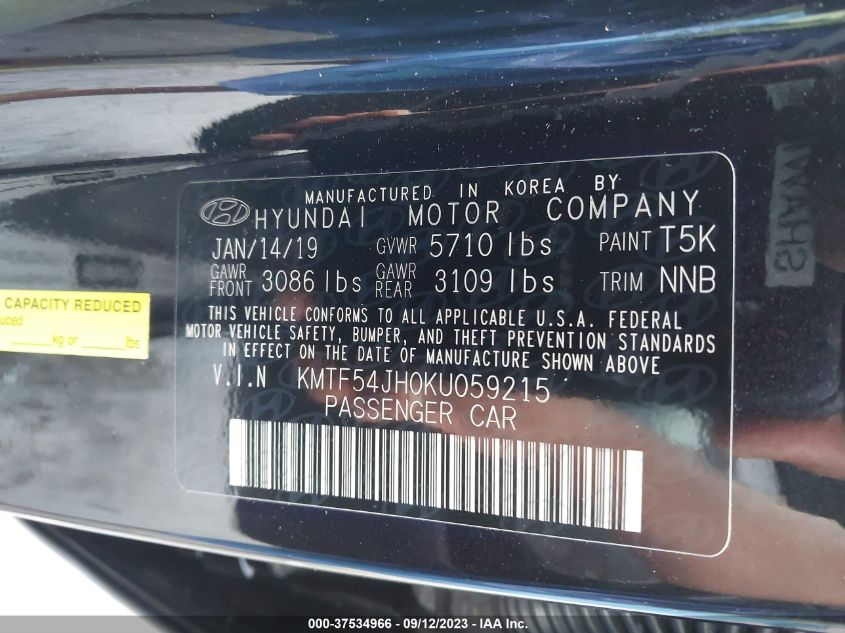 MANUFACTURED IN KOREA BY
HYUNDAI MOTOR COMPANY
JAN/14/19 GVWR 5710 lbs PAINT T5K
GAWR FRONT 3086 lbs GAWR REAR 3109 lbs TRIM NNB
THIS VEHICLE CONFORMS TO ALL APPLICABLE U.S.A. FEDERAL
MOTOR VEHICLE SAFETY, BUMPER, AND THEFT PREVENTION STANDARDS
IN EFFECT ON THE DATE OF MANUFACTURE SHOWN ABOVE
V.I.N KMTF54JH0KU059215
PASSENGER CAR
CAPACITY REDUCED
kg or lbs
000-37534966 - 09/12/2023 - IAA Inc.